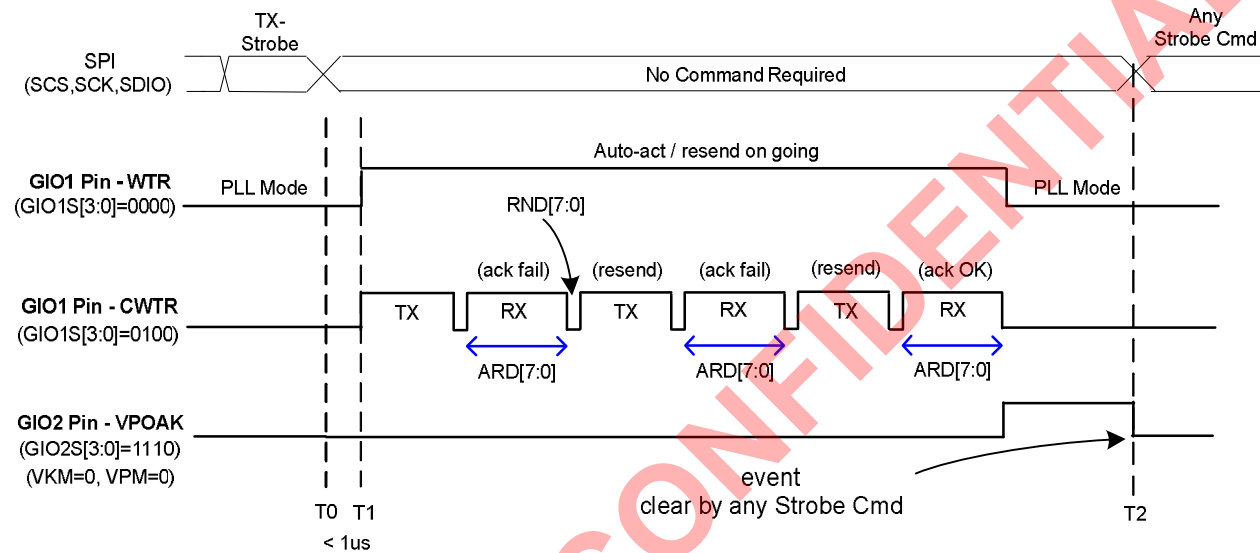 TX-
Strobe
Any
Strobe Cmd
SPI
(SCS,SCK,SDIO)
No Command Required
Auto-act / resend on going
GIO1 Pin - WTR
(GIO1S[3:0]=0000)
PLL Mode
PLL Mode
RND[7:0]
(ack fail)
(resend)
(ack fail)
(resend)
(ack OK)
GIO1 Pin - CWTR
(GIO1S[3:0]=0100)
TX
RX
TX
RX
TX
RX
ARD[7:0]
ARD[7:0]
ARD[7:0]
GIO2 Pin - VPOAK
(GIO2S[3:0]=1110)
(VKM=0, VPM=0)
event
clear by any Strobe Cmd
T0
T1
T2
< 1us
CONFIDENTIAL